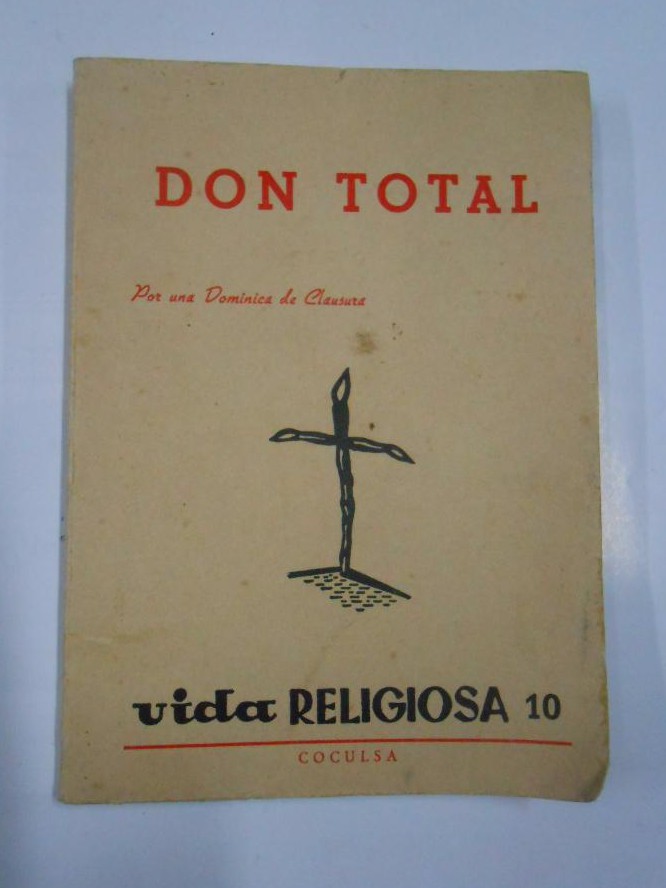 DON TOTAL
Por una Dominica de Clausura
vida RELIGIOSA 10
COCULSA